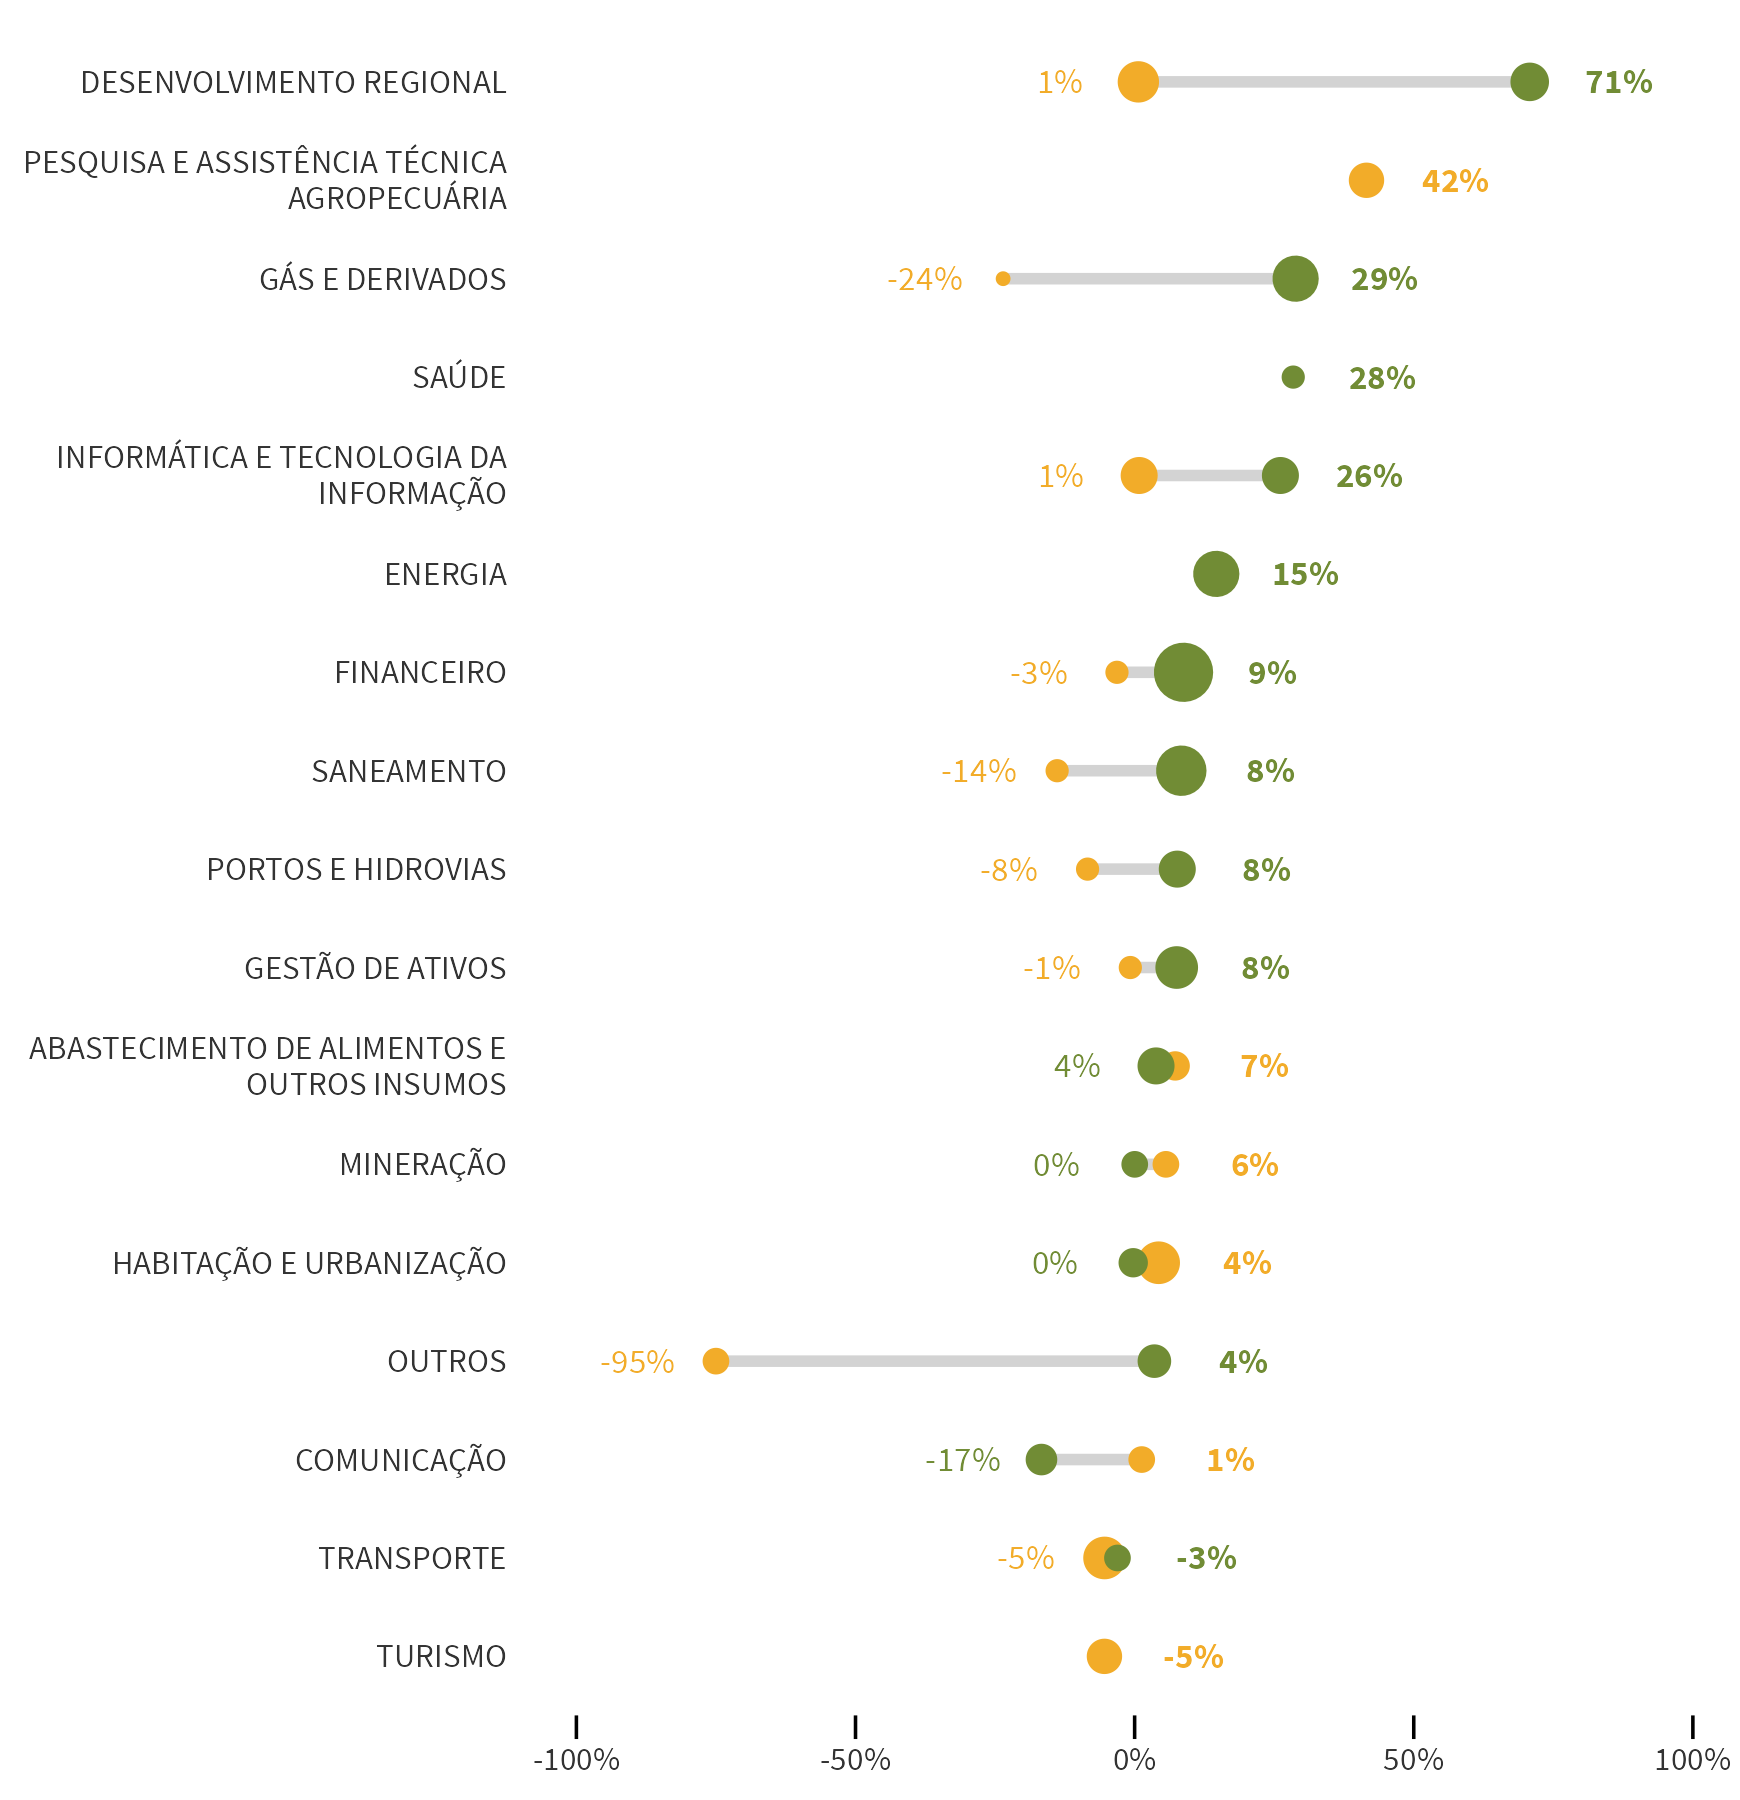 DESENVOLVIMENTO REGIONAL 1% 71%
PESQUISA E ASSISTÊNCIA TÉCNICA
AGROPECUÁRIA 42%
GÁS E DERIVADOS -24% 29%
SAÚDE 28%
INFORMÁTICA E TECNOLOGIA DA
INFORMAÇÃO 1% 26%
ENERGIA 15%
FINANCEIRO -3% 9%
SANEAMENTO -14% 8%
PORTOS E HIDROVIAS -8% 8%
GESTÃO DE ATIVOS -1% 8%
ABASTECIMENTO DE ALIMENTOS E
OUTROS INSUMOS 4% 7%
MINERAÇÃO 0% 6%
HABITAÇÃO E URBANIZAÇÃO 0% 4%
OUTROS -95% 4%
COMUNICAÇÃO -17% 1%
TRANSPORTE -5% -3%
TURISMO -5%
-100% -50% 0% 50% 100%